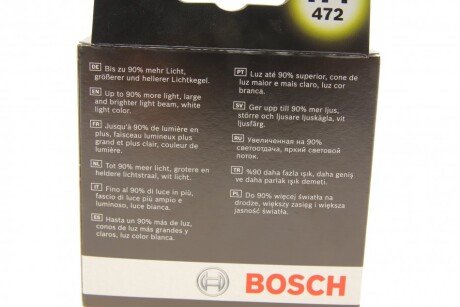 472
DE Bis zu 90% mehr Licht,
größerer und hellerer Lichtkegel.
EN Up to 90% more light, large
and brighter light beam, white
light color.
FR Jusqu'à 90% de lumière en
plus, faisceau lumineux plus
grand et plus clair, couleur du
lumière blanche.
NL Tot 90% meer licht, grotere en
heldere lichtstraal, wit licht.
IT Fino al 90% di luce in più,
fascio di luce più ampio e
luminoso, luce bianca.
ES Hasta un 90% más de luz,
conos de luz más grandes y
claros, luz color blanca.
PT Luz até 90% superior, cone de
luz maior e mais claro, luz cor
branca.
SV Ger upp till 90% mer ljus,
större och ljusare ljuskägla, vit
ljusfärg.
RU Увеличенная на 90%
светоотдача, яркий световой
поток.
TR %90 daha fazla ışık, daha geniş
ve daha parlak ışık demeti.
PL Do 90% więcej światła na
drodze, większy zasięg i większa
jasność światła.
BOSCH